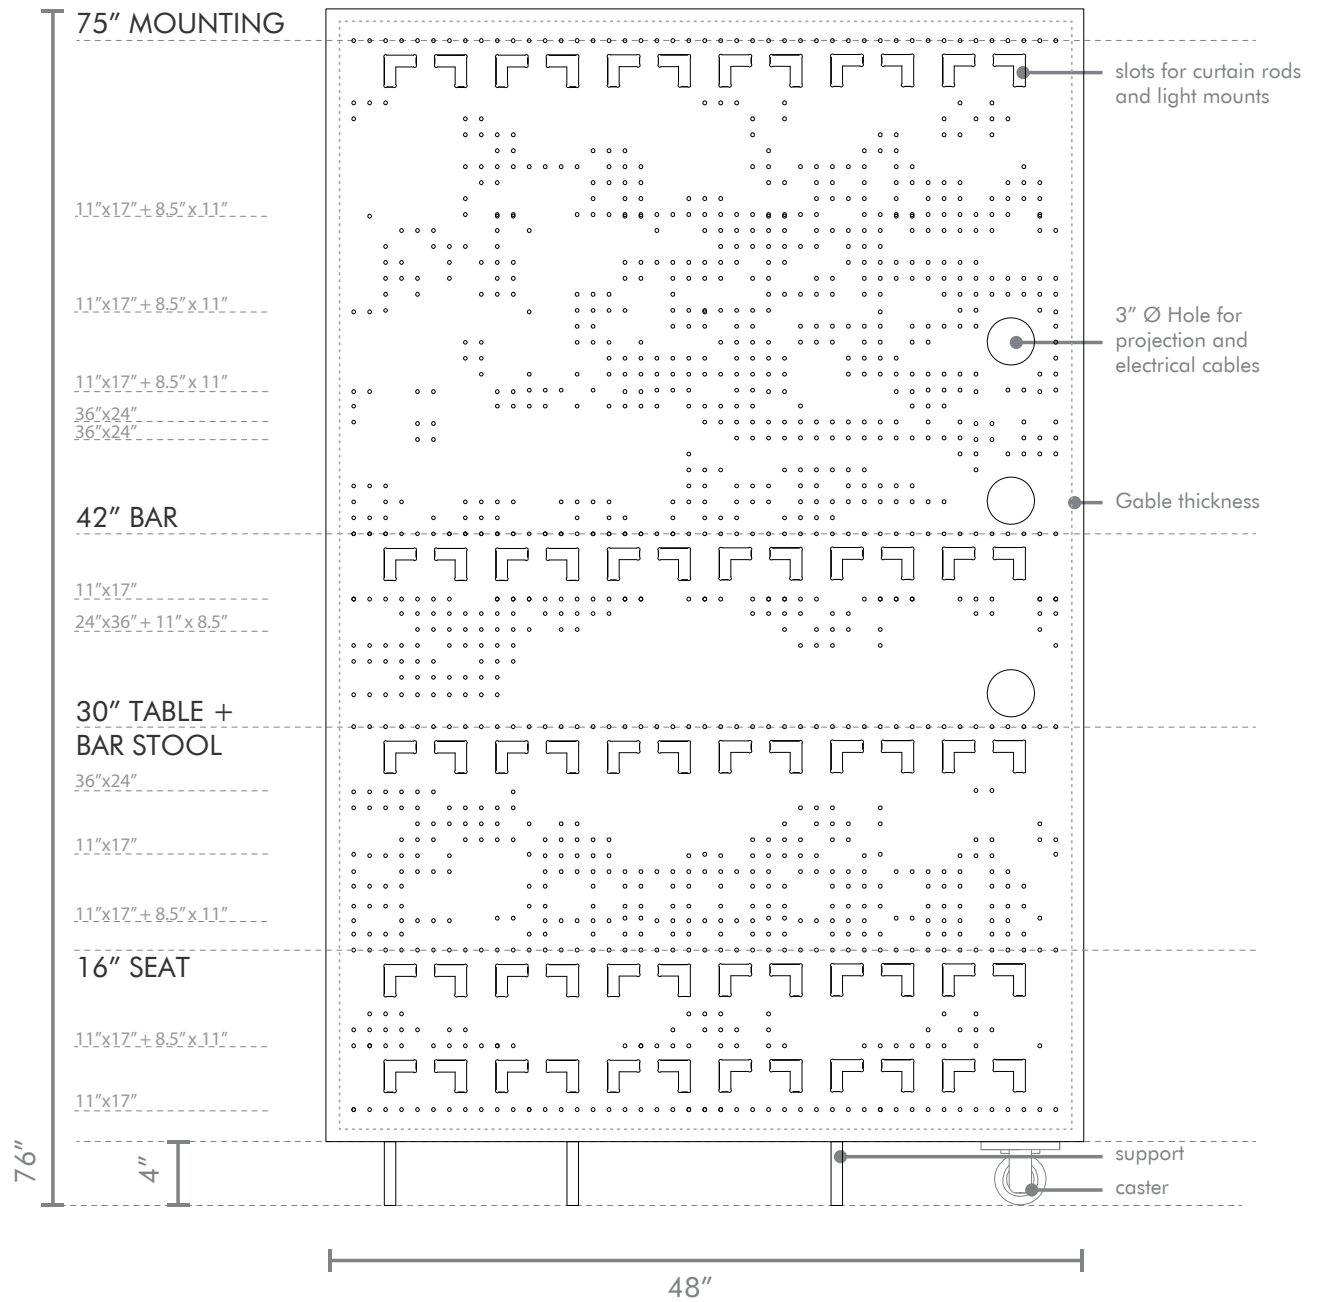 75” MOUNTING
slots for curtain rods
and light mounts
11”x17” + 8.5” x 11”
11”x17” + 8.5” x 11”
3” Ø Hole for
projection and
electrical cables
11”x17” + 8.5” x 11”
36”x24”
36”x24”
42” BAR
Gable thickness
11”x17”
24”x36” + 11” x 8.5”
30” TABLE +
BAR STOOL
36”x24”
11”x17”
11”x17” + 8.5” x 11”
16” SEAT
11”x17” + 8.5” x 11”
11”x17”
76”
4”
support
caster
48”